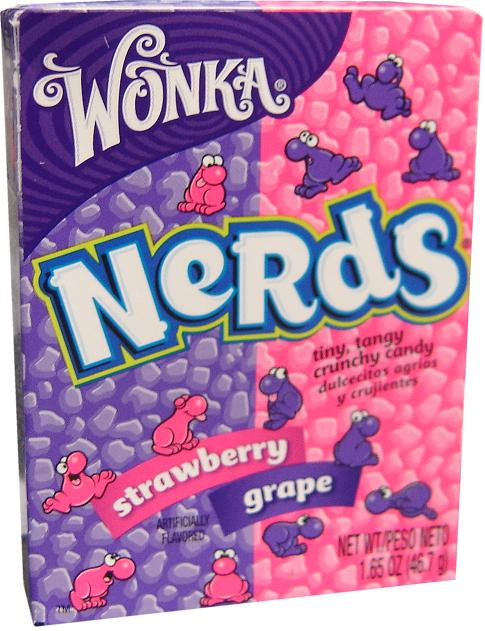 WONKA®
NeRdS®
tiny, tangy
crunchy candy
dulcecitos agrios
y crujientes
strawberry
grape
ARTIFICIALLY
FLAVORED
NET WT/PESO NETO
1.65 OZ (46.7 g)
TM